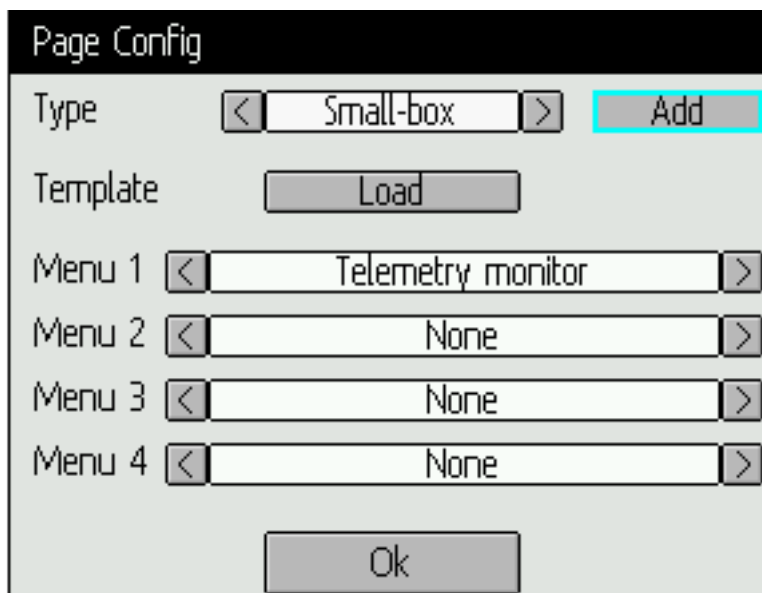 Page Config
Type < Small-box > Add
Template Load
Menu 1 < Telemetry monitor >
Menu 2 < None >
Menu 3 < None >
Menu 4 < None >
Ok